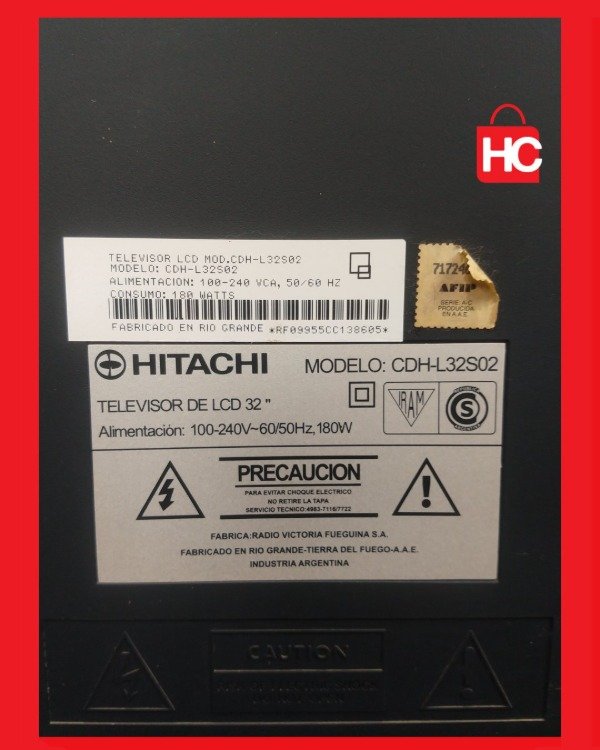 HC
TELEVISOR LCD MOD.CDH-L32S02
MODELO: CDH-L32S02
ALIMENTACION: 100-240 VCA, 50/60 HZ
CONSUMO: 180 WATTS
FABRICADO EN RIO GRANDE *RF09955CC138605*
71724
AFIP
SERIE A-C
PRODUCIDA
EN A.A.E.
HITACHI MODELO: CDH-L32S02
TELEVISOR DE LCD 32 "
Alimentación: 100-240V~60/50Hz,180W
IRAM
REPUBLICA
S
ARGENTINA
PRECAUCION
PARA EVITAR CHOQUE ELECTRICO
NO RETIRE LA TAPA
SERVICIO TECNICO:4983-7116/7722
FABRICA:RADIO VICTORIA FUEGUINA S.A.
FABRICADO EN RIO GRANDE-TIERRA DEL FUEGO-A.A.E.
INDUSTRIA ARGENTINA
CAUTION